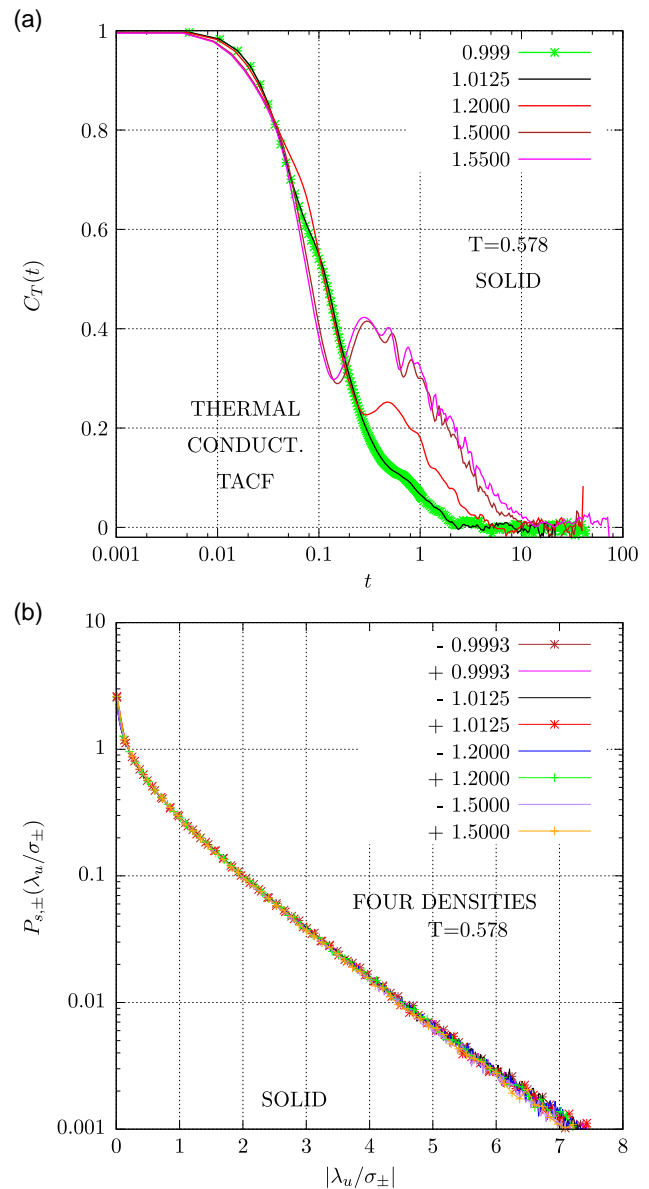 (a)
1
0.8
0.6
0.4
0.2
0
C_T(t)
0.999
1.0125
1.2000
1.5000
1.5500
T=0.578
SOLID
THERMAL
CONDUCT.
TACF
0.001 0.01 0.1 1 10 100
t
(b)
10
1
0.1
0.01
0.001
P_{s,±}(λ_u/σ_±)
- 0.9993
+ 0.9993
- 1.0125
+ 1.0125
- 1.2000
+ 1.2000
- 1.5000
+ 1.5000
FOUR DENSITIES
T=0.578
SOLID
0 1 2 3 4 5 6 7 8
|λ_u/σ_±|